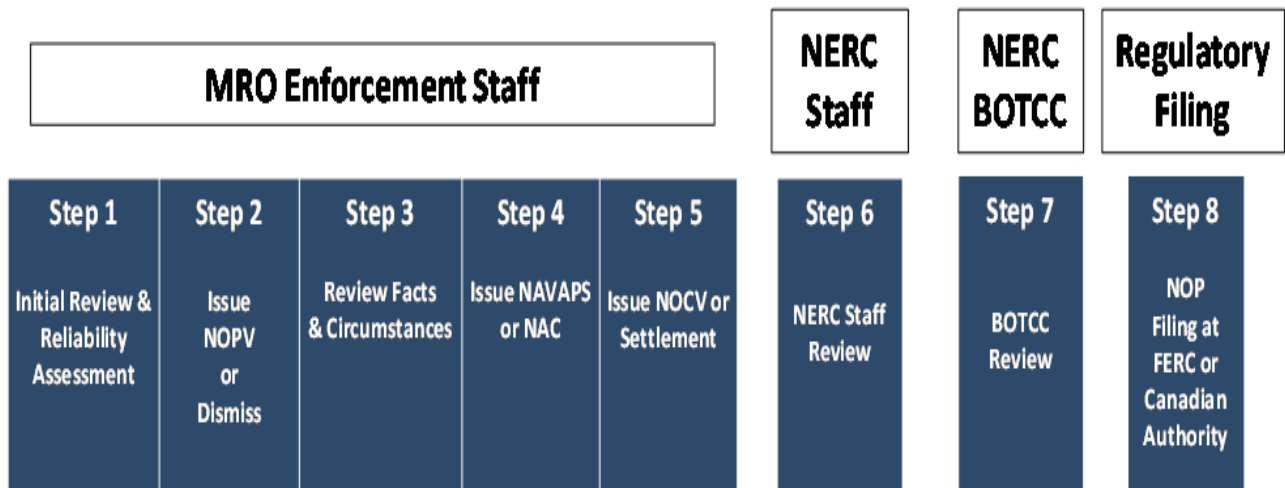 MRO Enforcement Staff
NERC
Staff
NERC
BOTCC
Regulatory
Filing
Step 1
Initial Review &
Reliability
Assessment
Step 2
Issue
NOPV
or
Dismiss
Step 3
Review Facts
& Circumstances
Step 4
Issue NAVAPS
or NAC
Step 5
Issue NOCV or
Settlement
Step 6
NERC Staff
Review
Step 7
BOTCC
Review
Step 8
NOP
Filing at
FERC or
Canadian
Authority